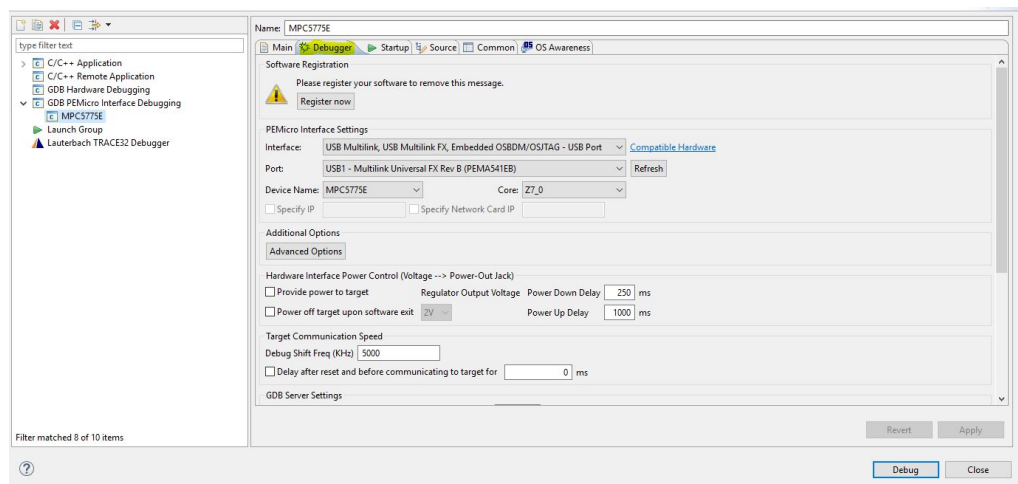 Name: MPC5775E
type filter text
C/C++ Application
C/C++ Remote Application
GDB Hardware Debugging
GDB PEMicro Interface Debugging
MPC5775E
Launch Group
Lauterbach TRACE32 Debugger
Filter matched 8 of 10 items
Main Debugger Startup Source Common OS Awareness
Software Registration
Please register your software to remove this message.
Register now
PEMicro Interface Settings
Interface: USB Multilink, USB Multilink FX, Embedded OSBDM/OSJTAG - USB Port Compatible Hardware
Port: USB1 - Multilink Universal FX Rev B (PEMA541EB) Refresh
Device Name: MPC5775E Core: Z7_0
Specify IP Specify Network Card IP
Additional Options
Advanced Options
Hardware Interface Power Control (Voltage --> Power-Out Jack)
Provide power to target Regulator Output Voltage Power Down Delay 250 ms
Power off target upon software exit 2V Power Up Delay 1000 ms
Target Communication Speed
Debug Shift Freq (KHz) 5000
Delay after reset and before communicating to target for 0 ms
GDB Server Settings
Revert Apply
Debug Close